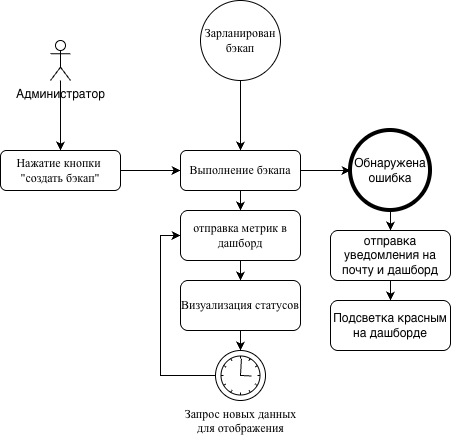 Зарланирован
бэкап
Администратор
Нажатие кнопки
"создать бэкап"
Выполнение бэкапа
Обнаружена
ошибка
отправка метрик в
дашборд
отправка
уведомления на
почту и дашборд
Визуализация статусов
Подсветка красным
на дашборде
Запрос новых данных
для отображения